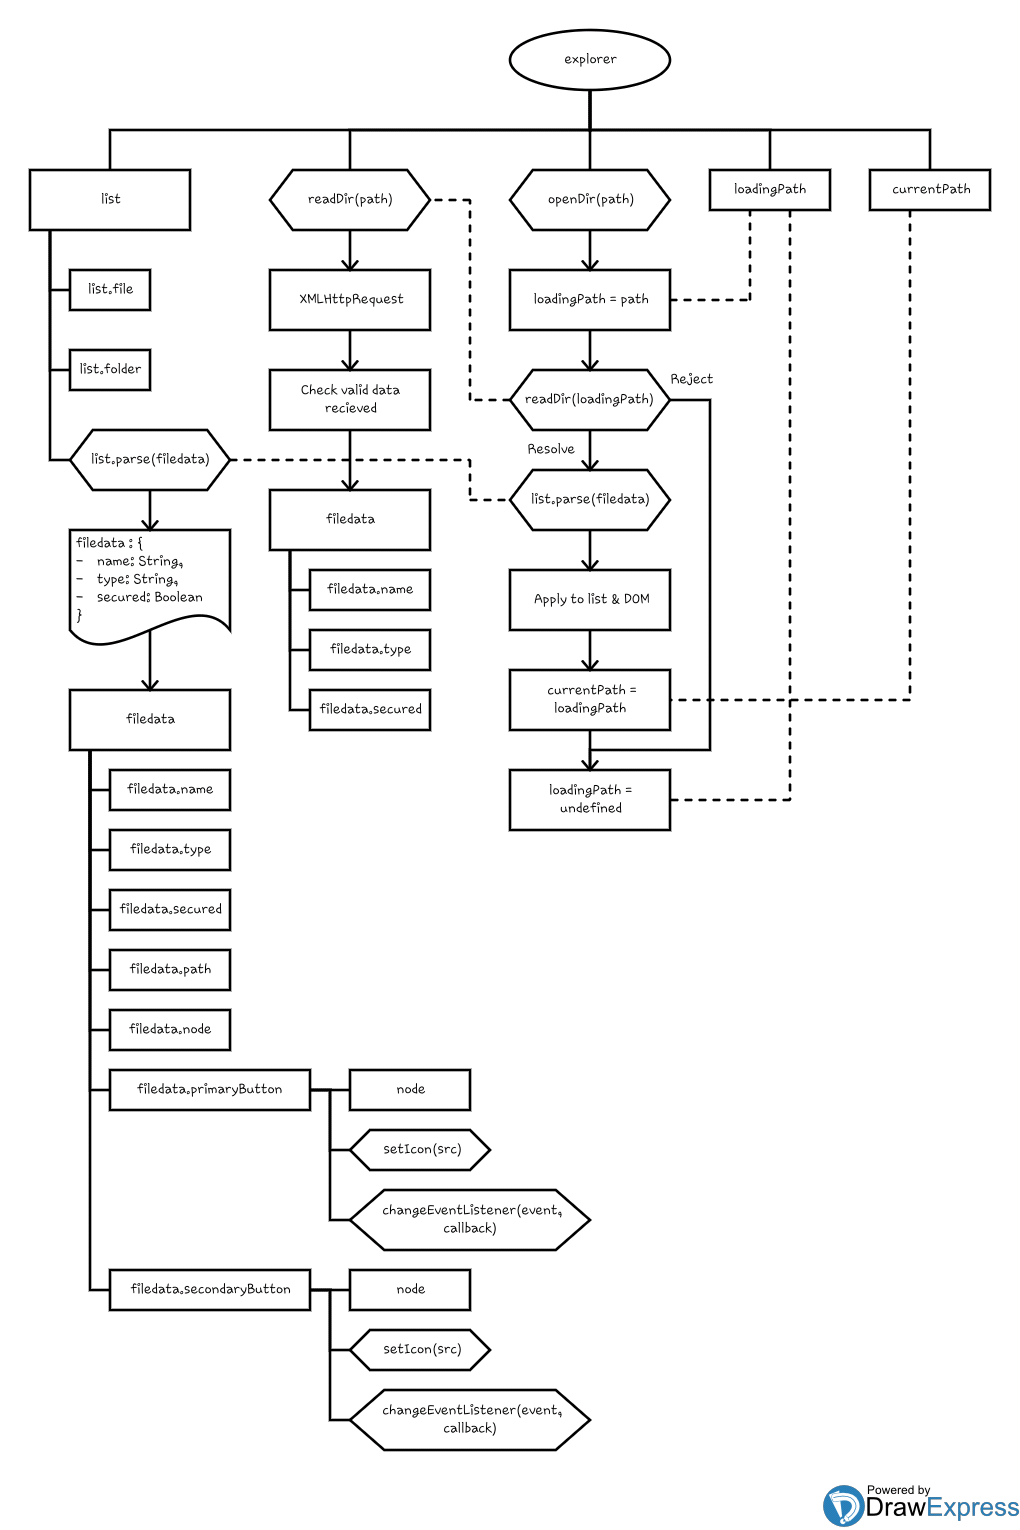 explorer
list
readDir(path)
openDir(path)
loadingPath
currentPath
list.file
list.folder
list.parse(filedata)
filedata : {
- name: String,
- type: String,
- secured: Boolean
}
filedata
filedata.name
filedata.type
filedata.secured
filedata.path
filedata.node
filedata.primaryButton
node
setIcon(src)
changeEventListener(event,
callback)
filedata.secondaryButton
node
setIcon(src)
changeEventListener(event,
callback)
XMLHttpRequest
Check valid data
recieved
filedata
filedata.name
filedata.type
filedata.secured
loadingPath = path
readDir(loadingPath)
Reject
Resolve
list.parse(filedata)
Apply to list & DOM
currentPath =
loadingPath
loadingPath =
undefined
Powered by
DrawExpress